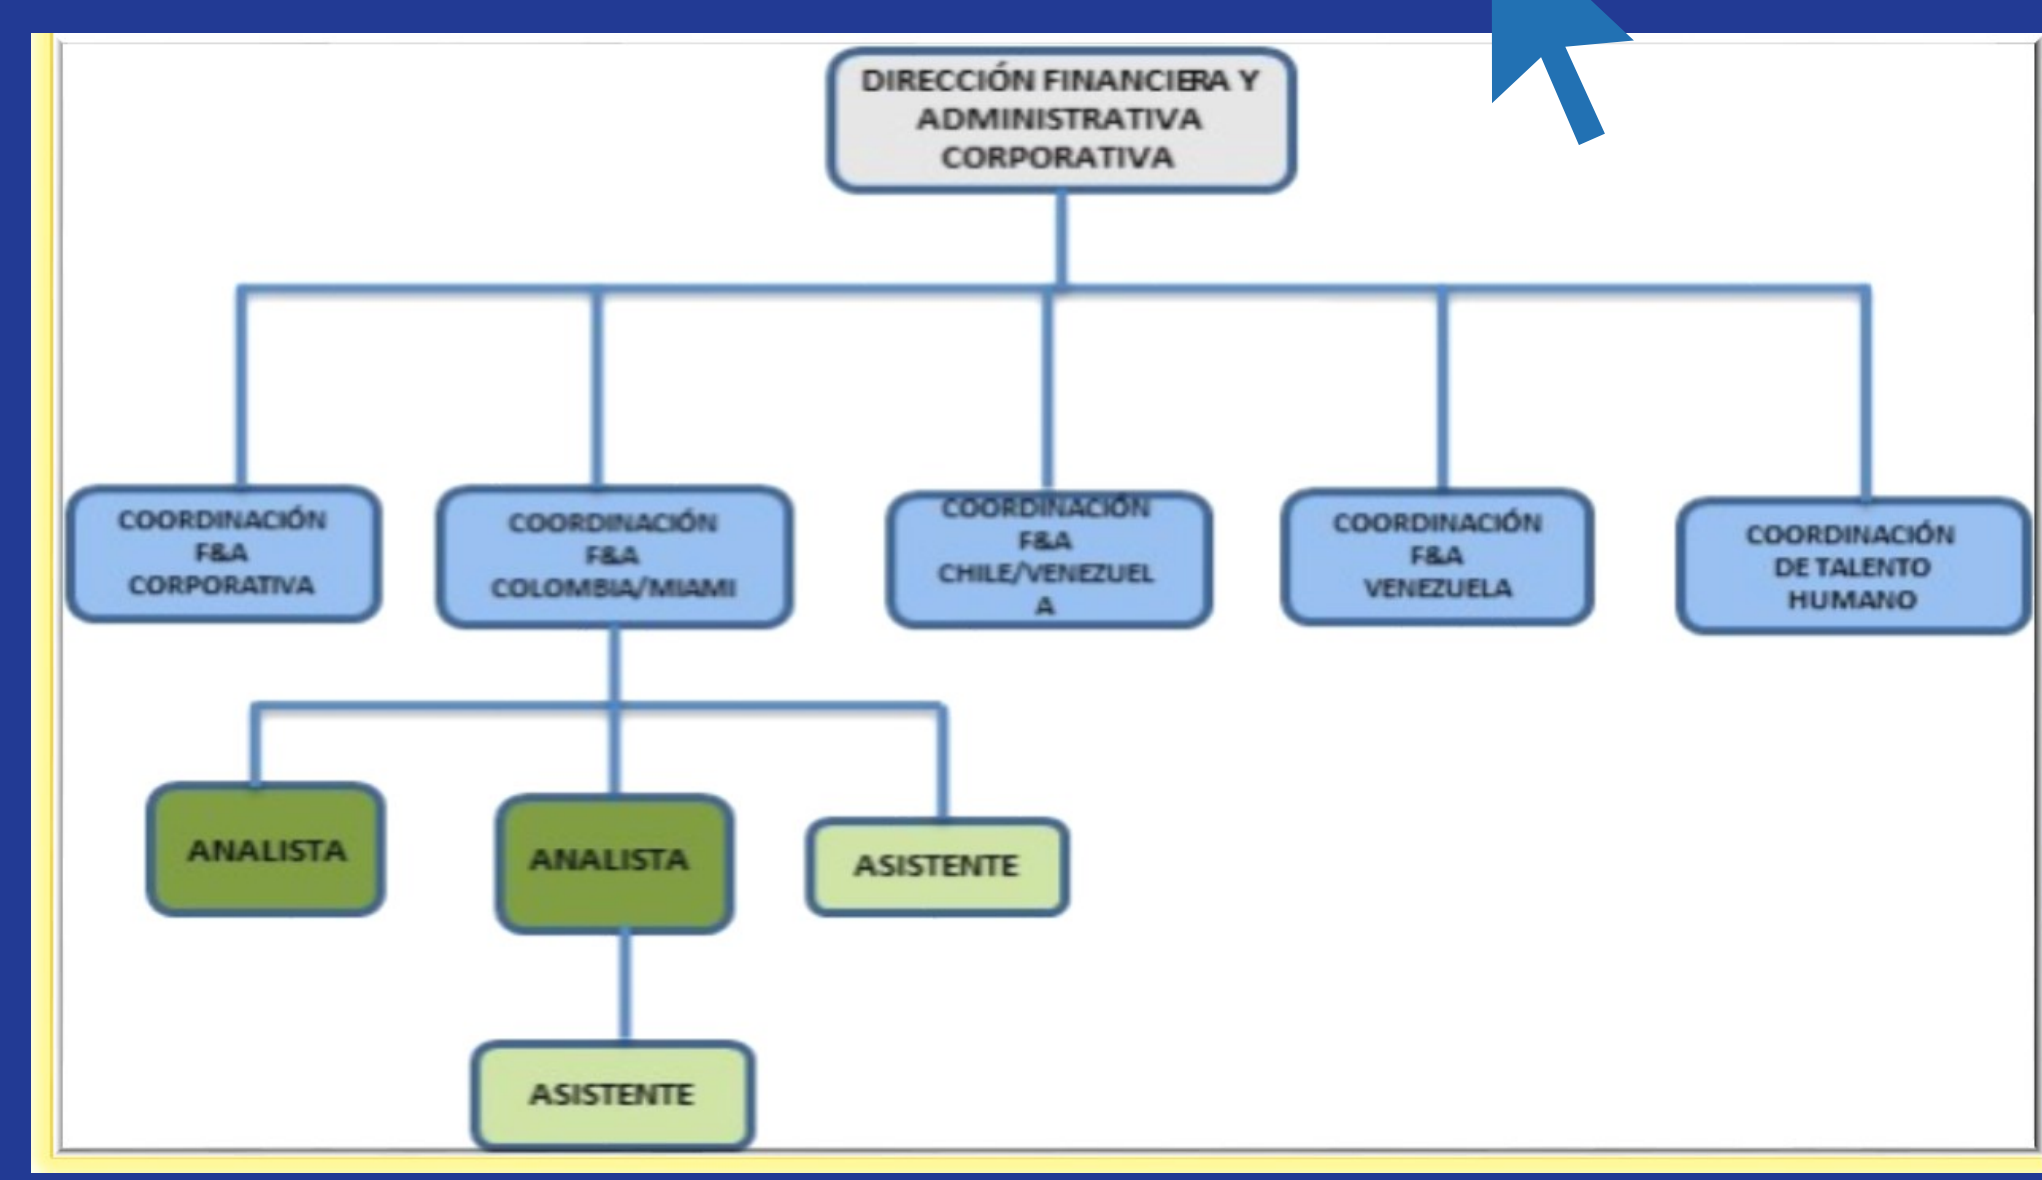 DIRECCIÓN FINANCIERA Y
ADMINISTRATIVA
CORPORATIVA
COORDINACIÓN
F&A
CORPORATIVA
COORDINACIÓN
F&A
COLOMBIA/MIAMI
COORDINACIÓN
F&A
CHILE/VENEZUEL
A
COORDINACIÓN
F&A
VENEZUELA
COORDINACIÓN
DE TALENTO
HUMANO
ANALISTA
ANALISTA
ASISTENTE
ASISTENTE